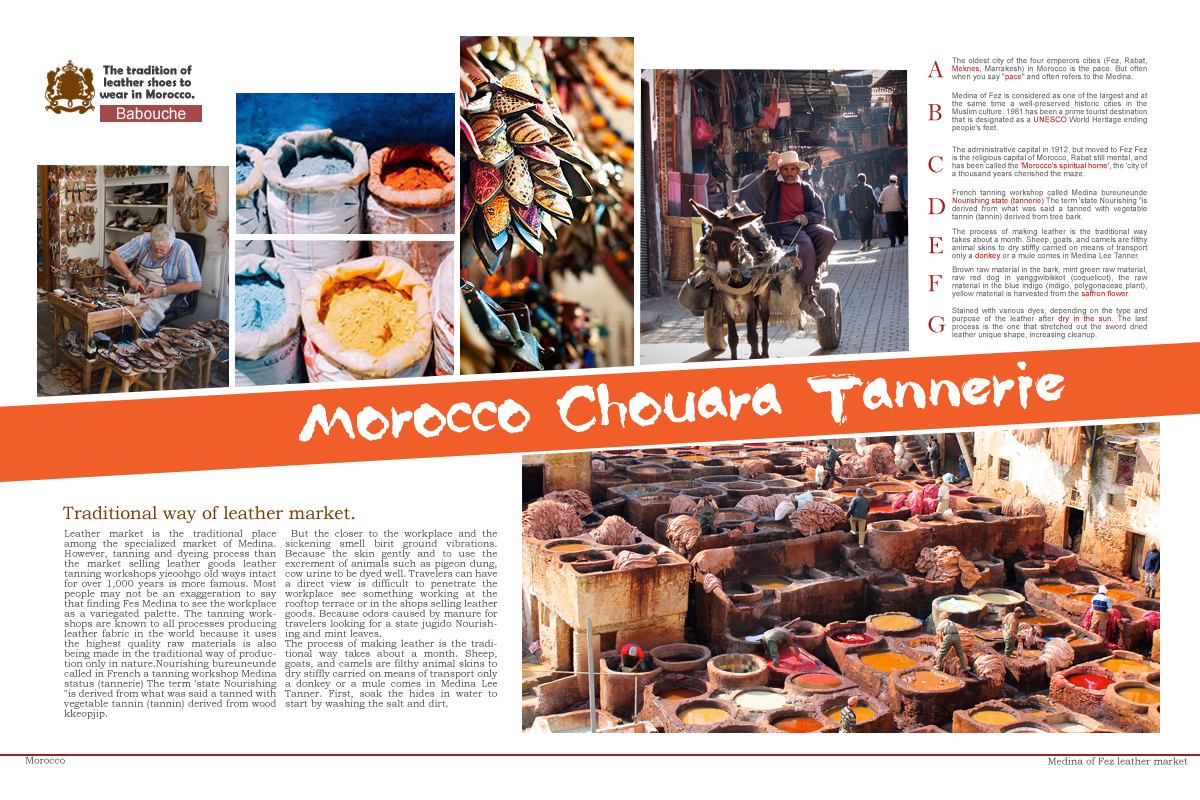 The tradition of
leather shoes to
wear in Morocco.
Babouche
A
The oldest city of the four emperors cities (Fez, Rabat,
Meknes, Marrakesh) in Morocco is the pace. But often
when you say "pace" and often refers to the Medina.
B
Medina of Fez is considered as one of the largest and at
the same time a well-preserved historic cities in the
Muslim culture. 1981 has been a prime tourist destination
that is designated as a UNESCO World Heritage ending
people's feet.
C
The administrative capital in 1912, but moved to Fez Fez
is the religious capital of Morocco, Rabat still mental, and
has been called the 'Morocco's spiritual home', the 'city of
a thousand years cherished the maze.
D
French tanning workshop called Medina bureuneunde
Nourishing state (tannerie) The term 'state Nourishing "is
derived from what was said a tanned with vegetable
tannin (tannin) derived from tree bark.
E
The process of making leather is the traditional way
takes about a month. Sheep, goats, and camels are filthy
animal skins to dry stiffly carried on means of transport
only a donkey or a mule comes in Medina Lee Tanner.
F
Brown raw material in the bark, mint green raw material,
raw red dog in yanggwibikkot (coquelicot), the raw
material in the blue indigo (indigo, polygonaceae plant),
yellow material is harvested from the saffron flower.
G
Stained with various dyes, depending on the type and
purpose of the leather after dry in the sun. The last
process is the one that stretched out the sword dried
leather unique shape, increasing cleanup.
Morocco Chouara Tannerie
Traditional way of leather market.
Leather market is the traditional place
among the specialized market of Medina.
However, tanning and dyeing process than
the market selling leather goods leather
tanning workshops yieoohgo old ways intact
for over 1,000 years is more famous. Most
people may not be an exaggeration to say
that finding Fes Medina to see the workplace
as a variegated palette. The tanning work-
shops are known to all processes producing
leather fabric in the world because it uses
the highest quality raw materials is also
being made in the traditional way of produc-
tion only in nature.Nourishing bureuneunde
called in French a tanning workshop Medina
status (tannerie) The term 'state Nourishing
"is derived from what was said a tanned with
vegetable tannin (tannin) derived from wood
kkeopjip.
But the closer to the workplace and the
sickening smell birit ground vibrations.
Because the skin gently and to use the
excrement of animals such as pigeon dung,
cow urine to be dyed well. Travelers can have
a direct view is difficult to penetrate the
workplace see something working at the
rooftop terrace or in the shops selling leather
goods. Because odors caused by manure for
travelers looking for a state jugido Nourish-
ing and mint leaves.
The process of making leather is the tradi-
tional way takes about a month. Sheep,
goats, and camels are filthy animal skins to
dry stiffly carried on means of transport only
a donkey or a mule comes in Medina Lee
Tanner. First, soak the hides in water to
start by washing the salt and dirt.
Morocco
Medina of Fez leather market